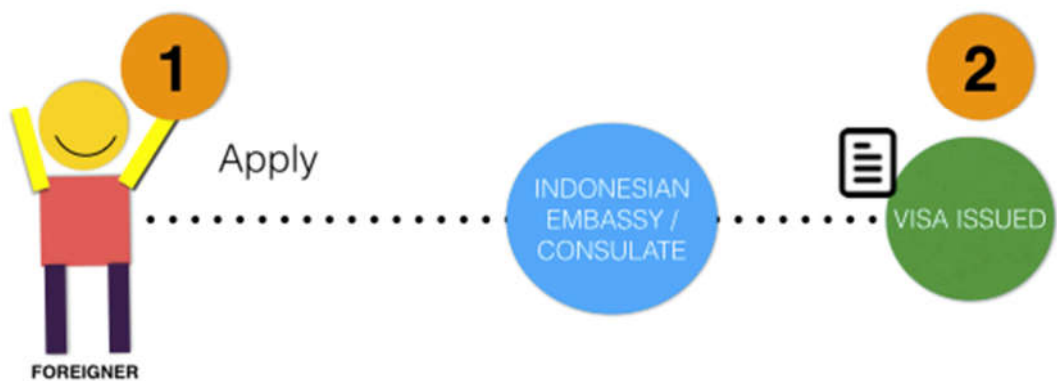 1
2
Apply
INDONESIAN
EMBASSY /
CONSULATE
VISA ISSUED
FOREIGNER